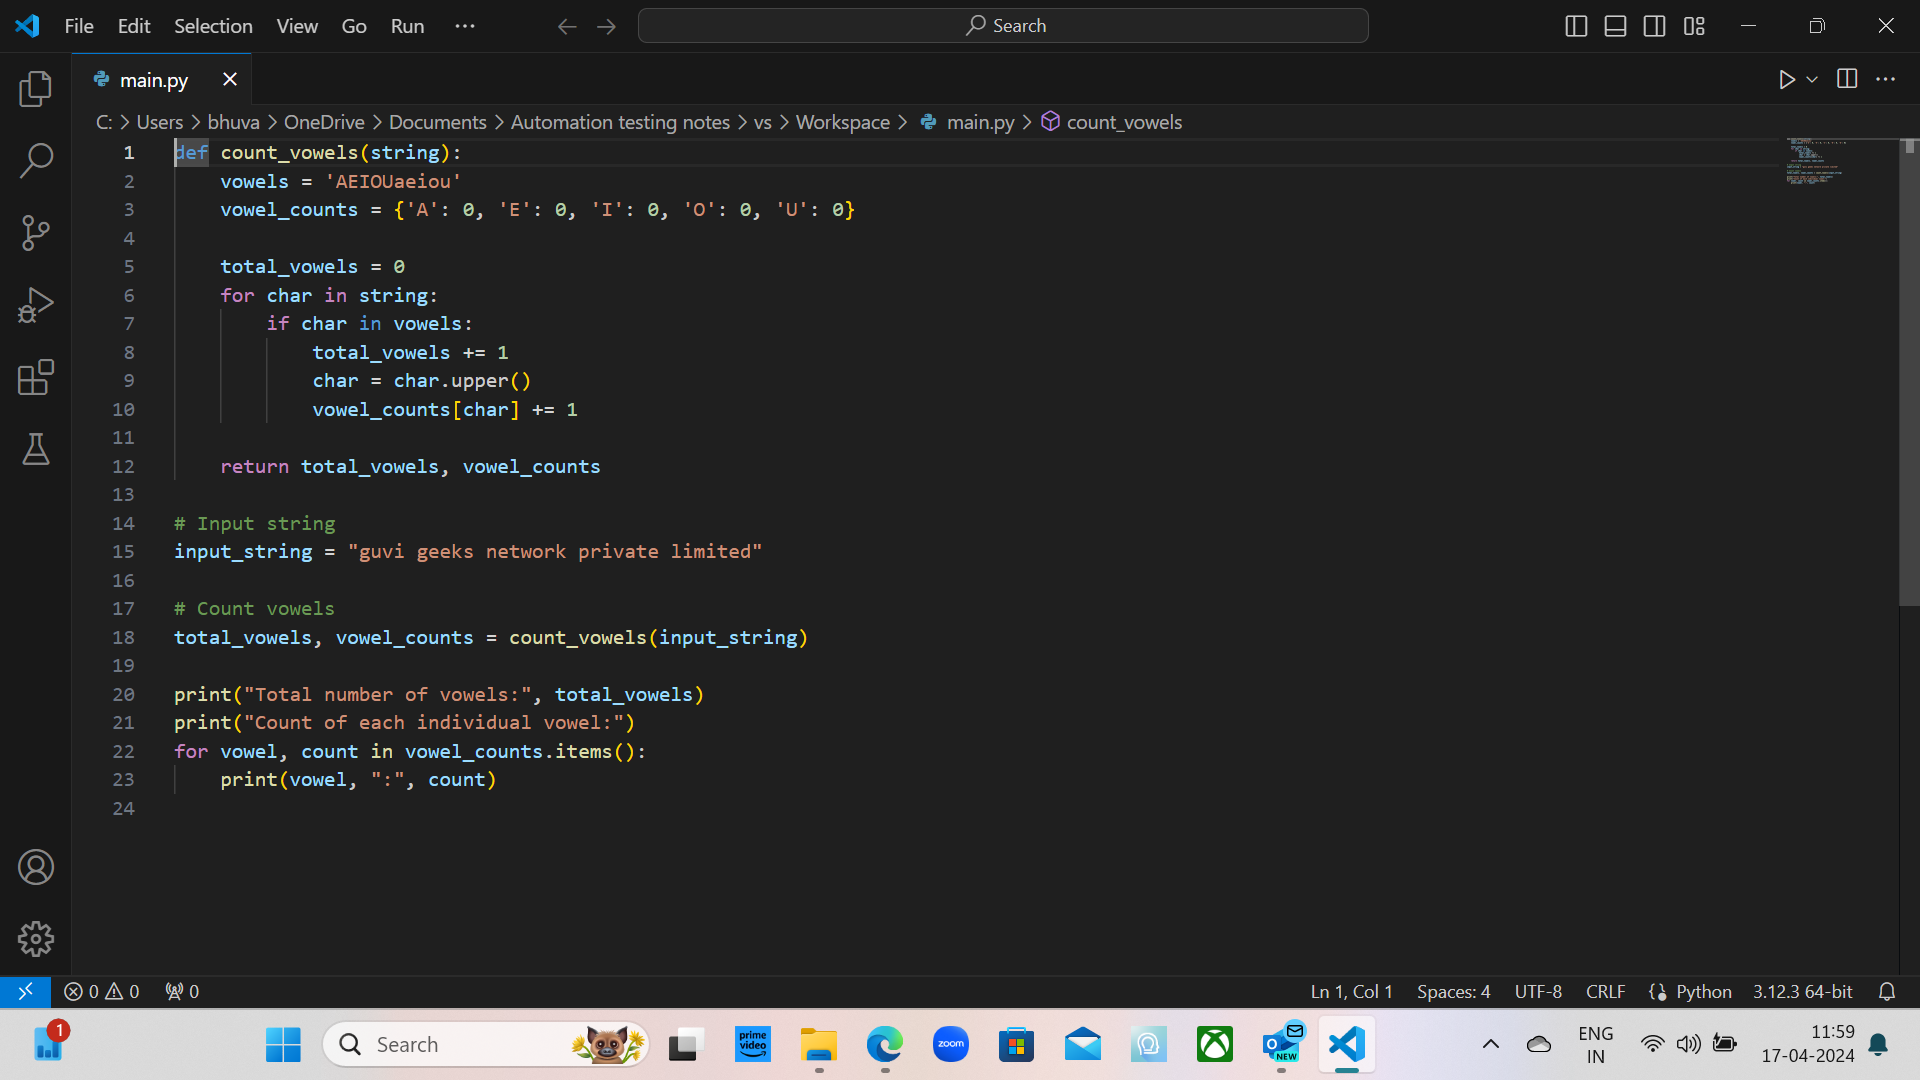 File Edit Selection View Go Run ···
Search
main.py
C: > Users > bhuva > OneDrive > Documents > Automation testing notes > vs > Workspace > main.py > count_vowels
1 def count_vowels(string):
2 vowels = 'AEIOUaeiou'
3 vowel_counts = {'A': 0, 'E': 0, 'I': 0, 'O': 0, 'U': 0}
4
5 total_vowels = 0
6 for char in string:
7 if char in vowels:
8 total_vowels += 1
9 char = char.upper()
10 vowel_counts[char] += 1
11
12 return total_vowels, vowel_counts
13
14 # Input string
15 input_string = "guvi geeks network private limited"
16
17 # Count vowels
18 total_vowels, vowel_counts = count_vowels(input_string)
19
20 print("Total number of vowels:", total_vowels)
21 print("Count of each individual vowel:")
22 for vowel, count in vowel_counts.items():
23 print(vowel, ":", count)
24
0 0 0 Ln 1, Col 1 Spaces: 4 UTF-8 CRLF Python 3.12.3 64-bit
1
Search
prime video
zoom
NEW
ENG
IN
11:59
17-04-2024